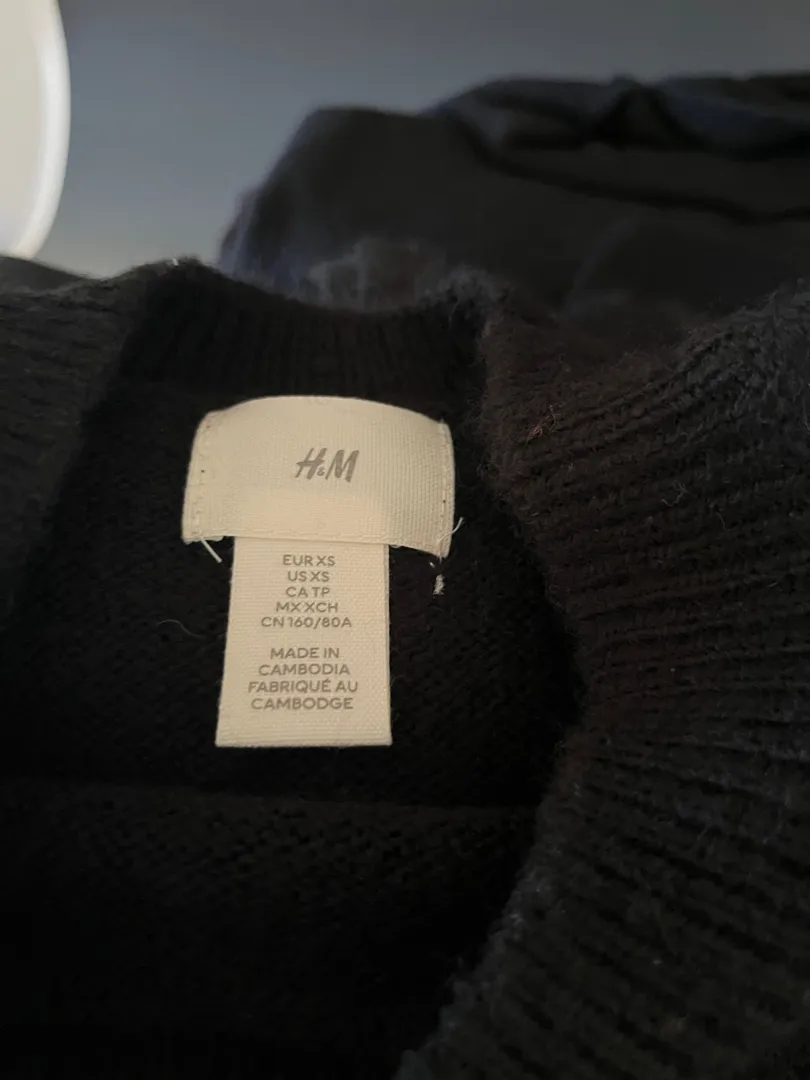 H&M
EUR XS
US XS
CA TP
MX XCH
CN 160/80A
MADE IN
CAMBODIA
FABRIQUÉ AU
CAMBODGE